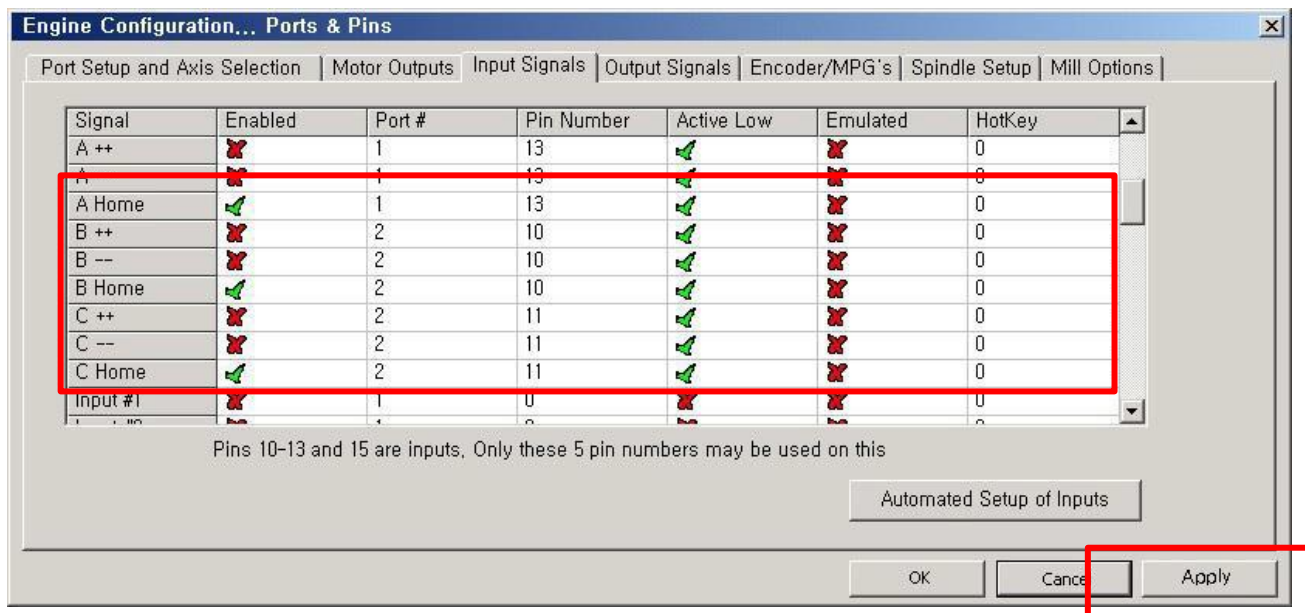 Engine Configuration... Ports & Pins
Port Setup and Axis Selection Motor Outputs Input Signals Output Signals Encoder/MPG's Spindle Setup Mill Options
Signal Enabled Port # Pin Number Active Low Emulated HotKey
A ++ 1 13 0
A 1 13 0
A Home 1 13 0
B ++ 2 10 0
B -- 2 10 0
B Home 2 10 0
C ++ 2 11 0
C -- 2 11 0
C Home 2 11 0
Input #1 1 0 0
Pins 10-13 and 15 are inputs, Only these 5 pin numbers may be used on this
Automated Setup of Inputs
OK Cancel Apply